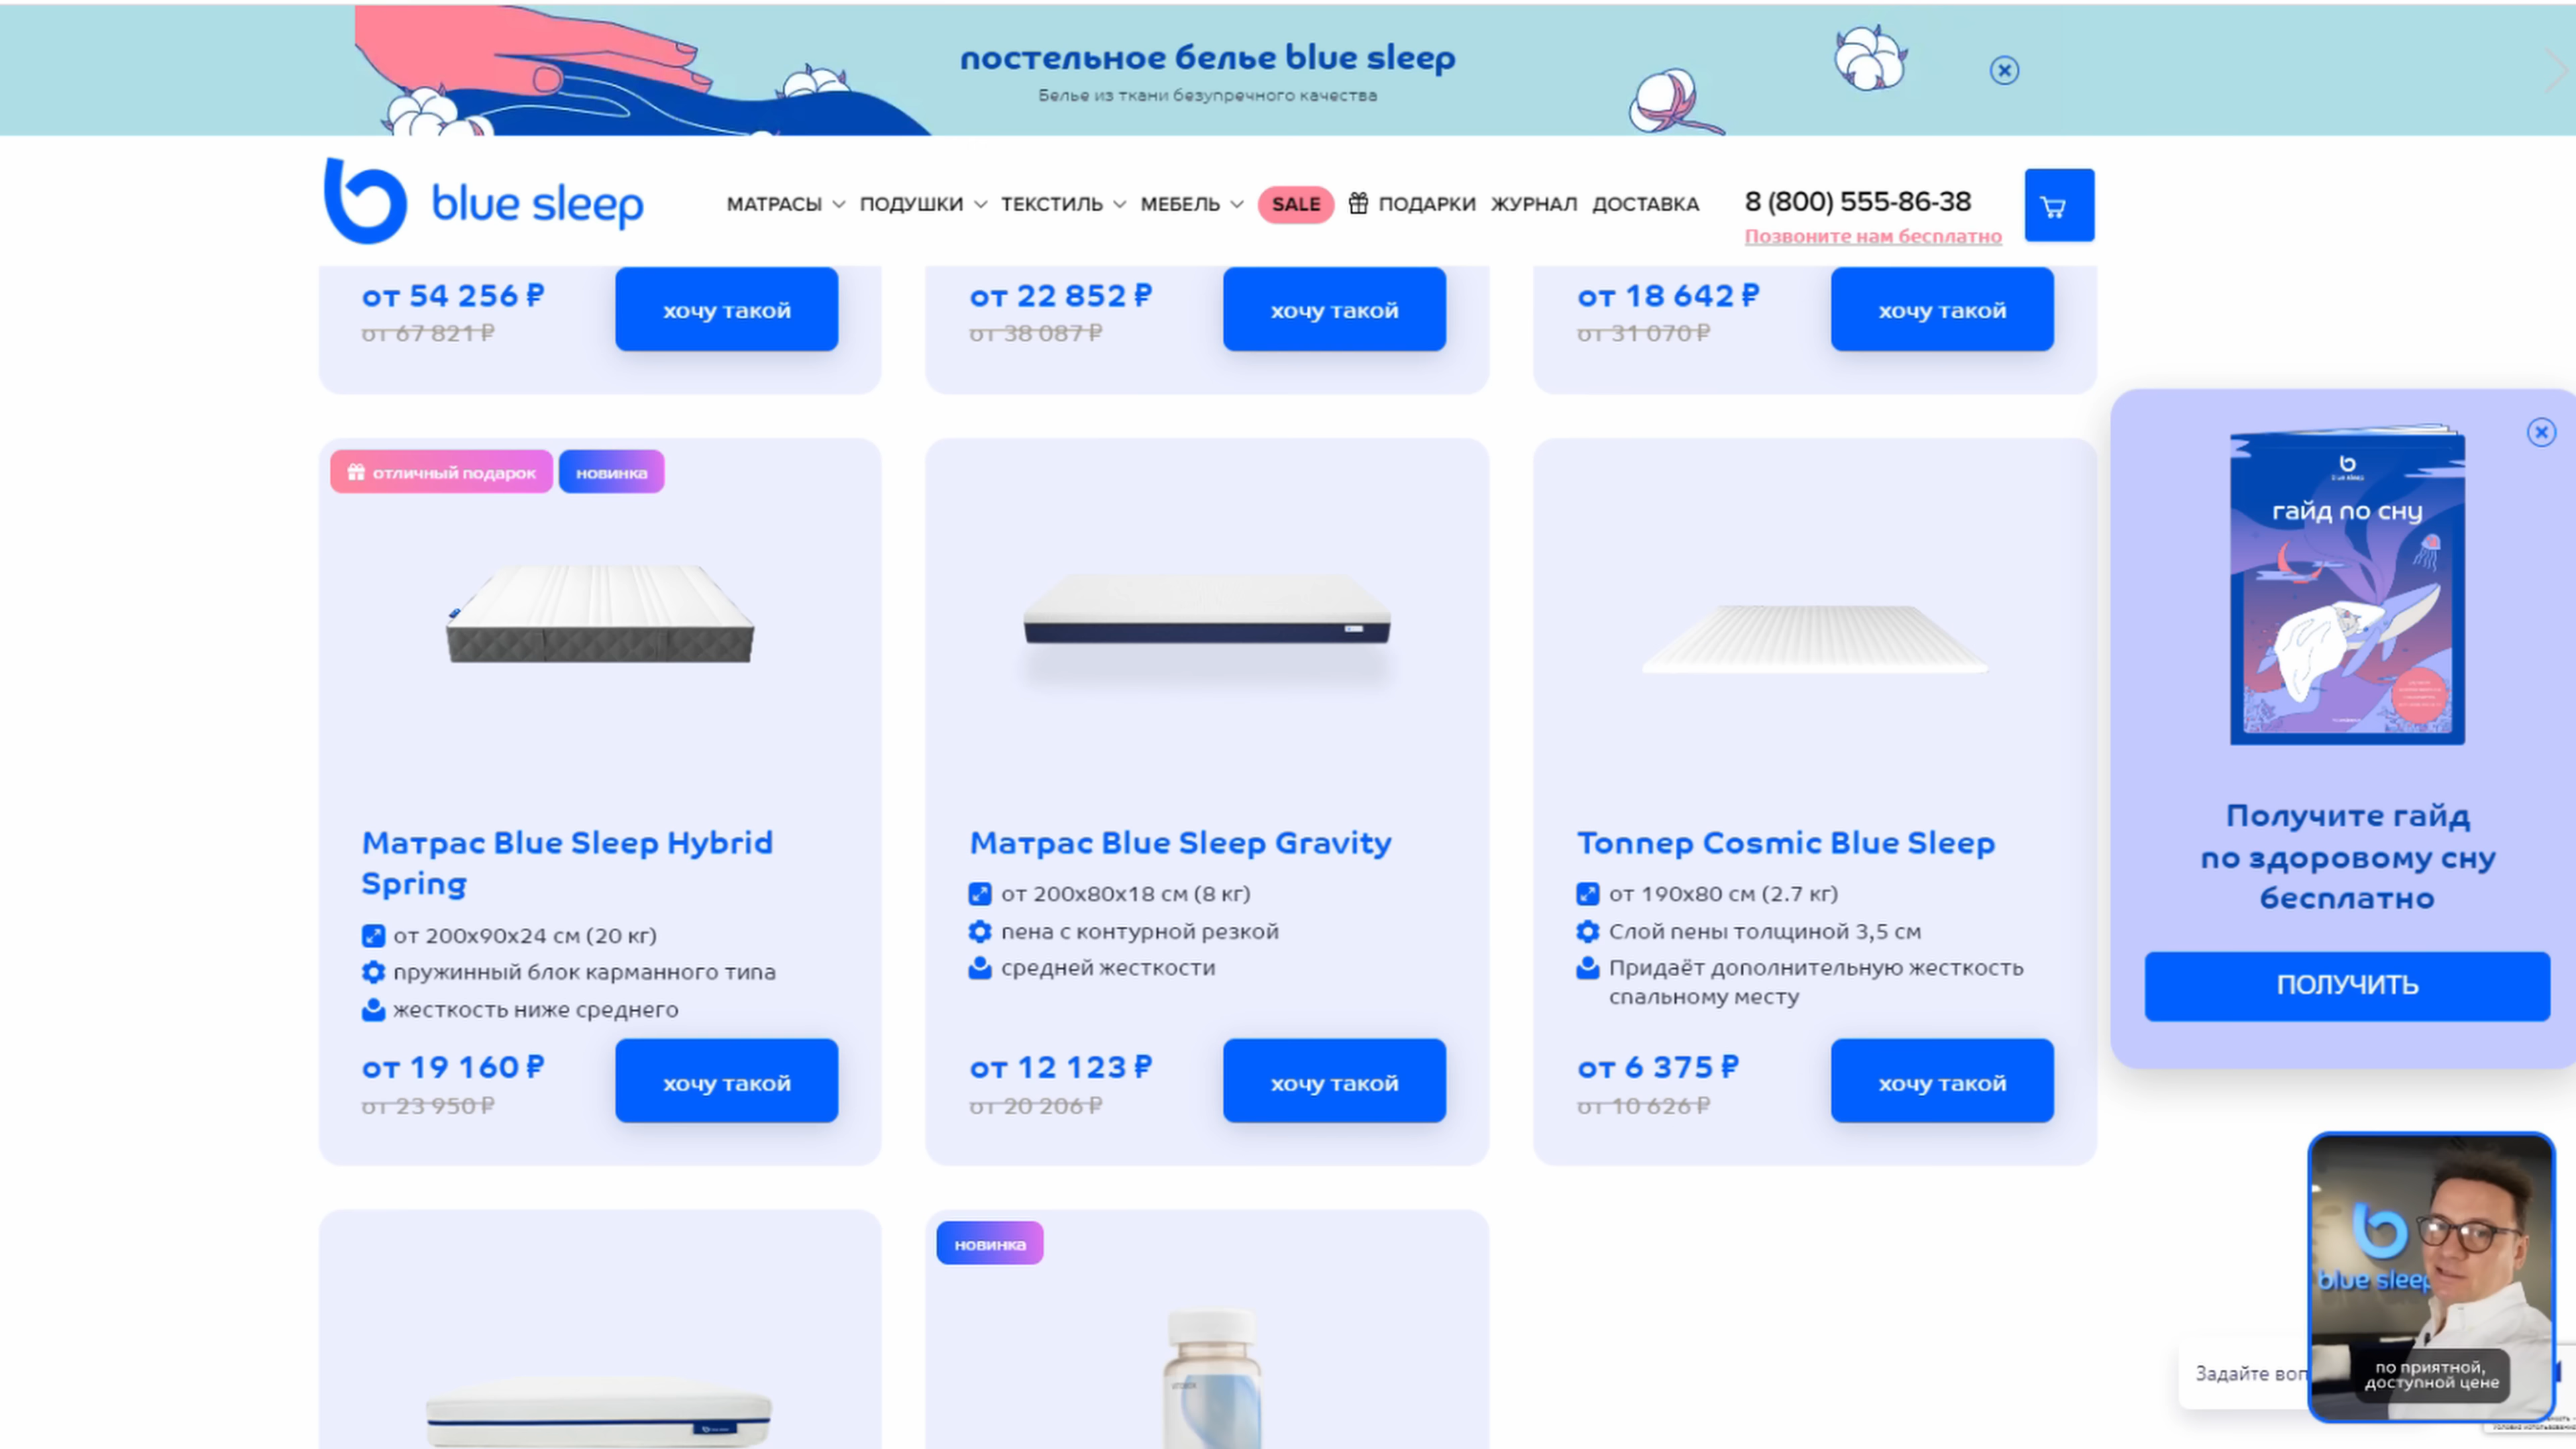 постельное белье blue sleep
Белье из ткани безупречного качества
blue sleep
МАТРАСЫ ПОДУШКИ ТЕКСТИЛЬ МЕБЕЛЬ SALE ПОДАРКИ ЖУРНАЛ ДОСТАВКА
8 (800) 555-86-38
Позвоните нам бесплатно
от 54 256 ₽
от 67 821 ₽
хочу такой
от 22 852 ₽
от 38 087 ₽
хочу такой
от 18 642 ₽
от 31 070 ₽
хочу такой
отличный подарок
новинка
Матрас Blue Sleep Hybrid
Spring
от 200x90x24 см (20 кг)
пружинный блок карманного типа
жесткость ниже среднего
от 19 160 ₽
от 23 950 ₽
хочу такой
Матрас Blue Sleep Gravity
от 200x80x18 см (8 кг)
пена с контурной резкой
средней жесткости
от 12 123 ₽
от 20 206 ₽
хочу такой
Топпер Cosmic Blue Sleep
от 190x80 см (2.7 кг)
Слой пены толщиной 3,5 см
Придаёт дополнительную жесткость
спальному месту
от 6 375 ₽
от 10 626 ₽
хочу такой
blue sleep
гайд по сну
Получите гайд
по здоровому сну
бесплатно
ПОЛУЧИТЬ
новинка
blue sleep
Задайте воп
по приятной,
доступной цене